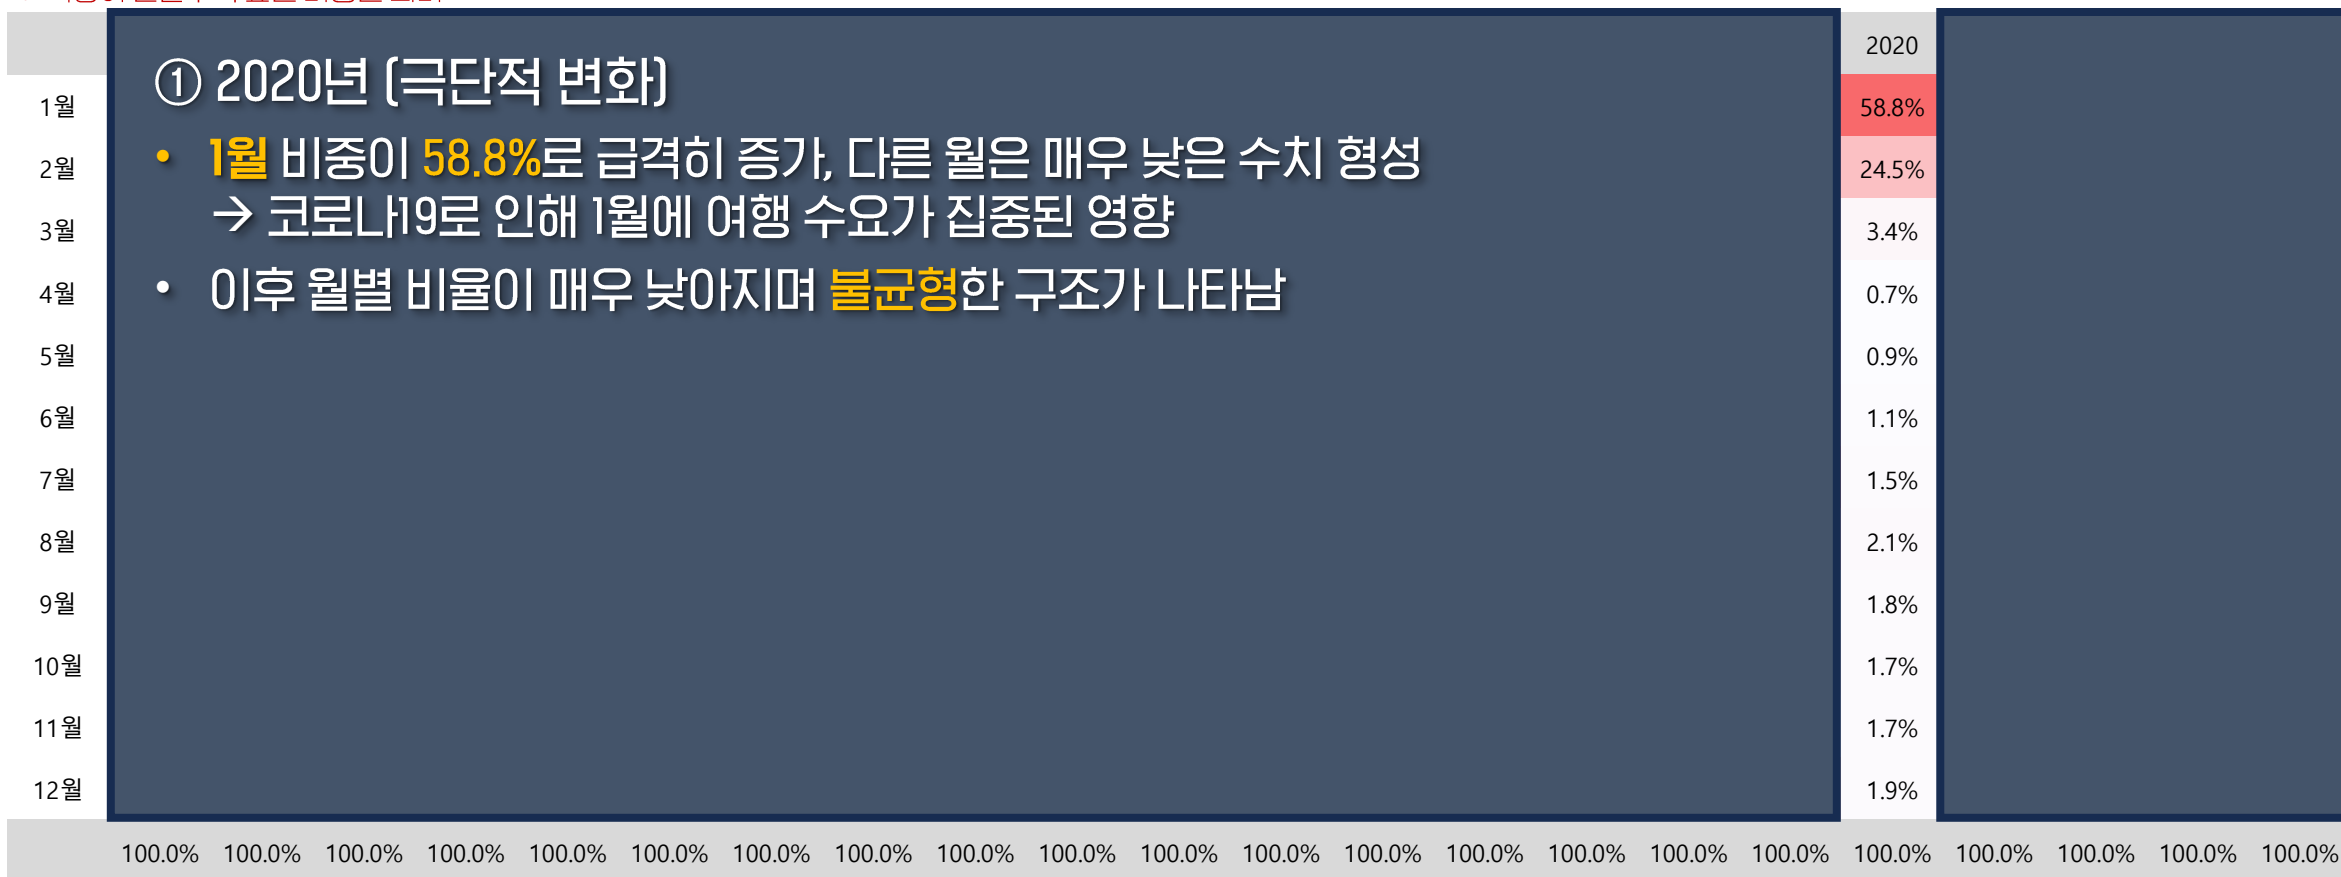 2020
① 2020년 (극단적 변화)
• 1월 비중이 58.8%로 급격히 증가, 다른 월은 매우 낮은 수치 형성
→ 코로나19로 인해 1월에 여행 수요가 집중된 영향
• 이후 월별 비율이 매우 낮아지며 불균형한 구조가 나타남
1월 58.8%
2월 24.5%
3월 3.4%
4월 0.7%
5월 0.9%
6월 1.1%
7월 1.5%
8월 2.1%
9월 1.8%
10월 1.7%
11월 1.7%
12월 1.9%
100.0% 100.0% 100.0% 100.0% 100.0% 100.0% 100.0% 100.0% 100.0% 100.0% 100.0% 100.0% 100.0% 100.0% 100.0% 100.0% 100.0% 100.0% 100.0% 100.0% 100.0% 100.0%